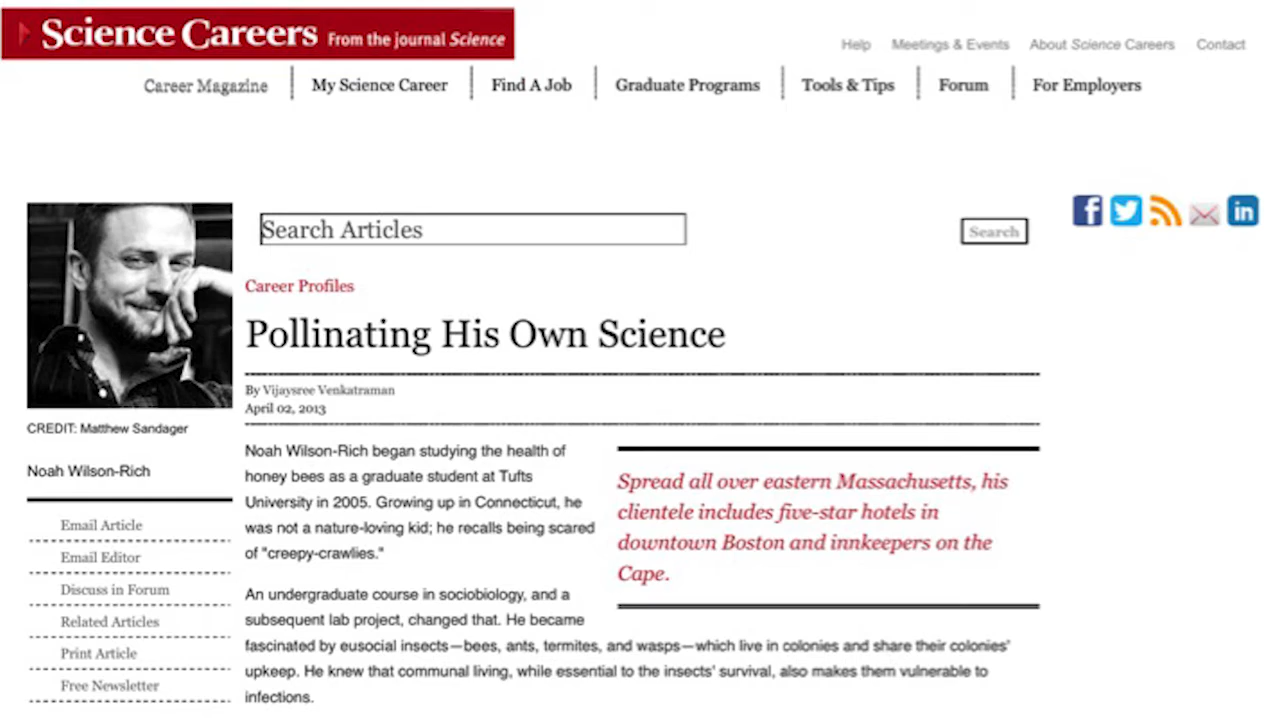 Science Careers From the journal Science
Help Meetings & Events About Science Careers Contact
Career Magazine My Science Career Find A Job Graduate Programs Tools & Tips Forum For Employers
Search Articles
Search
Career Profiles
Pollinating His Own Science
By Vijaysree Venkatraman
April 02, 2013
CREDIT: Matthew Sandager
Noah Wilson-Rich
Email Article
Email Editor
Discuss in Forum
Related Articles
Print Article
Free Newsletter
Noah Wilson-Rich began studying the health of
honey bees as a graduate student at Tufts
University in 2005. Growing up in Connecticut, he
was not a nature-loving kid; he recalls being scared
of "creepy-crawlies."
Spread all over eastern Massachusetts, his
clientele includes five-star hotels in
downtown Boston and innkeepers on the
Cape.
An undergraduate course in sociobiology, and a
subsequent lab project, changed that. He became
fascinated by eusocial insects—bees, ants, termites, and wasps—which live in colonies and share their colonies'
upkeep. He knew that communal living, while essential to the insects' survival, also makes them vulnerable to
infections.